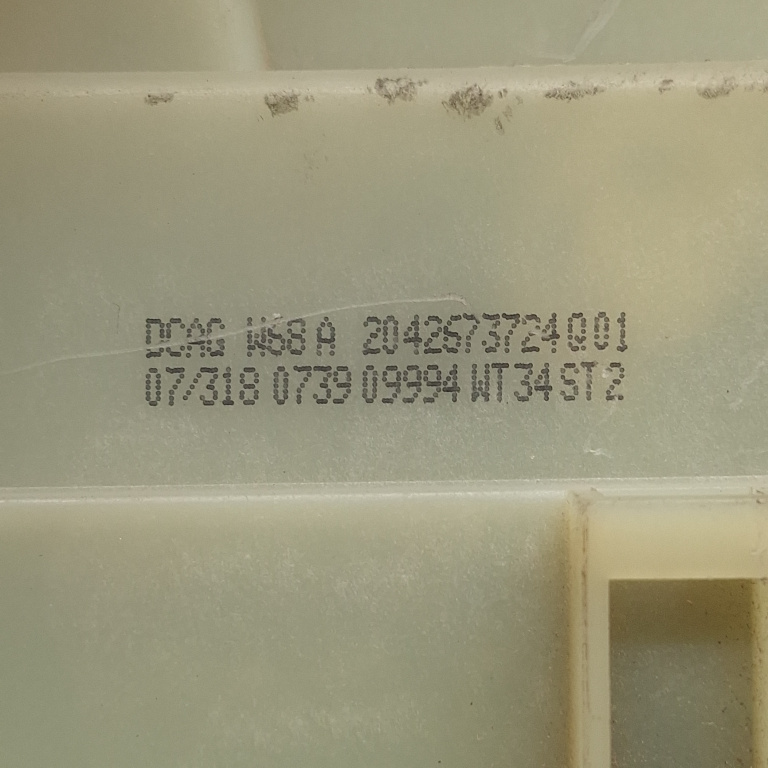 DCAG W68 A 2042673724 Q01
07/318 0739 09994 WT34 ST2